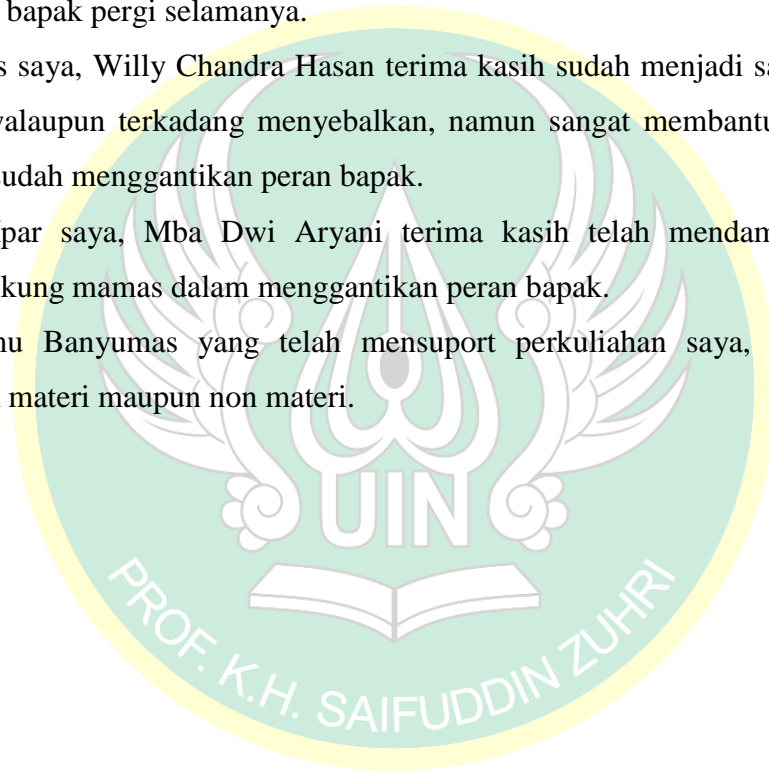 bapak pergi selamanya.
s saya, Willy Chandra Hasan terima kasih sudah menjadi sa
walaupun terkadang menyebalkan, namun sangat membantu
sudah menggantikan peran bapak.
Ipar saya, Mba Dwi Aryani terima kasih telah mendam
kung mamas dalam menggantikan peran bapak.
nu Banyumas yang telah mensuport perkuliahan saya,
materi maupun non materi.
UIN
PROF. K.H. SAIFUDDIN ZUHRI